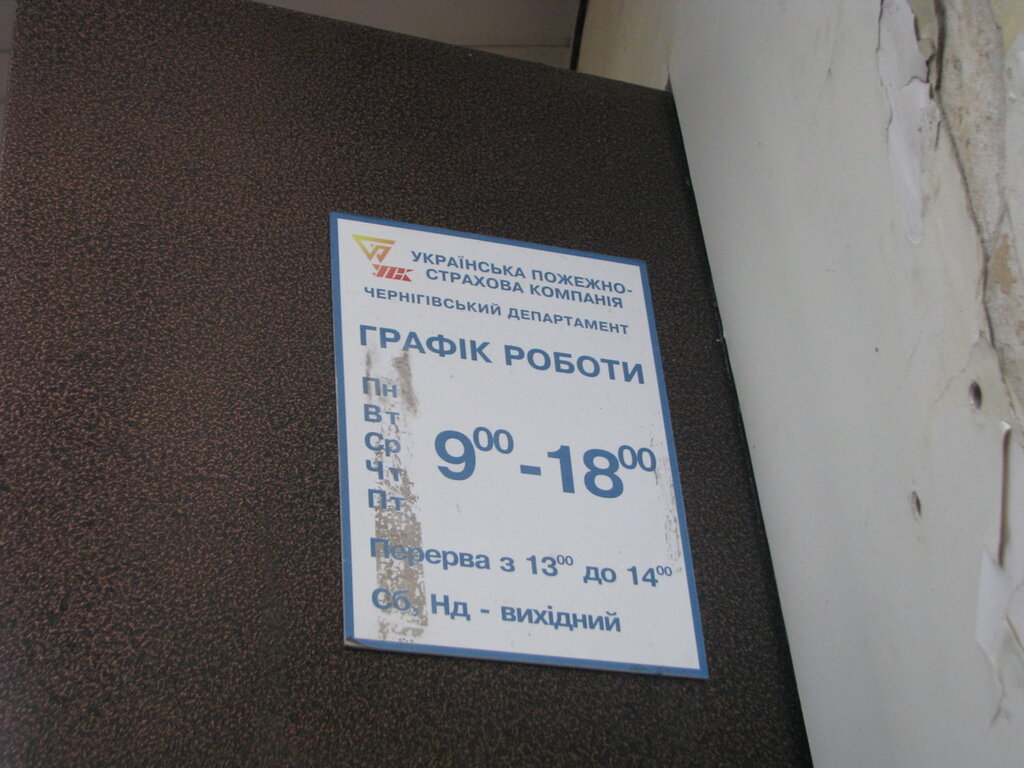 УПСК
УКРАЇНСЬКА ПОЖЕЖНО-
СТРАХОВА КОМПАНІЯ
ЧЕРНІГІВСЬКИЙ ДЕПАРТАМЕНТ
ГРАФІК РОБОТИ
Пн
Вт
Ср
Чт
Пт
9⁰⁰ - 18⁰⁰
Перерва з 13⁰⁰ до 14⁰⁰
Сб, Нд - вихідний